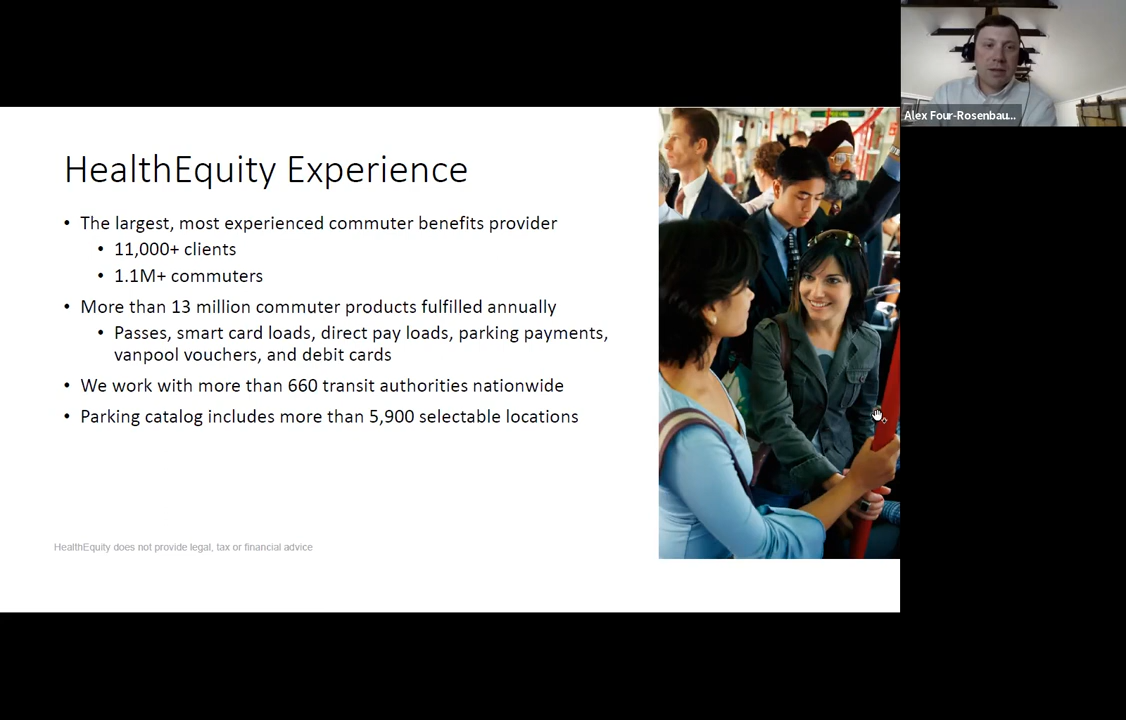 HealthEquity Experience
• The largest, most experienced commuter benefits provider
• 11,000+ clients
• 1.1M+ commuters
• More than 13 million commuter products fulfilled annually
• Passes, smart card loads, direct pay loads, parking payments,
vanpool vouchers, and debit cards
• We work with more than 660 transit authorities nationwide
• Parking catalog includes more than 5,900 selectable locations
HealthEquity does not provide legal, tax or financial advice
Alex Four-Rosenbau...